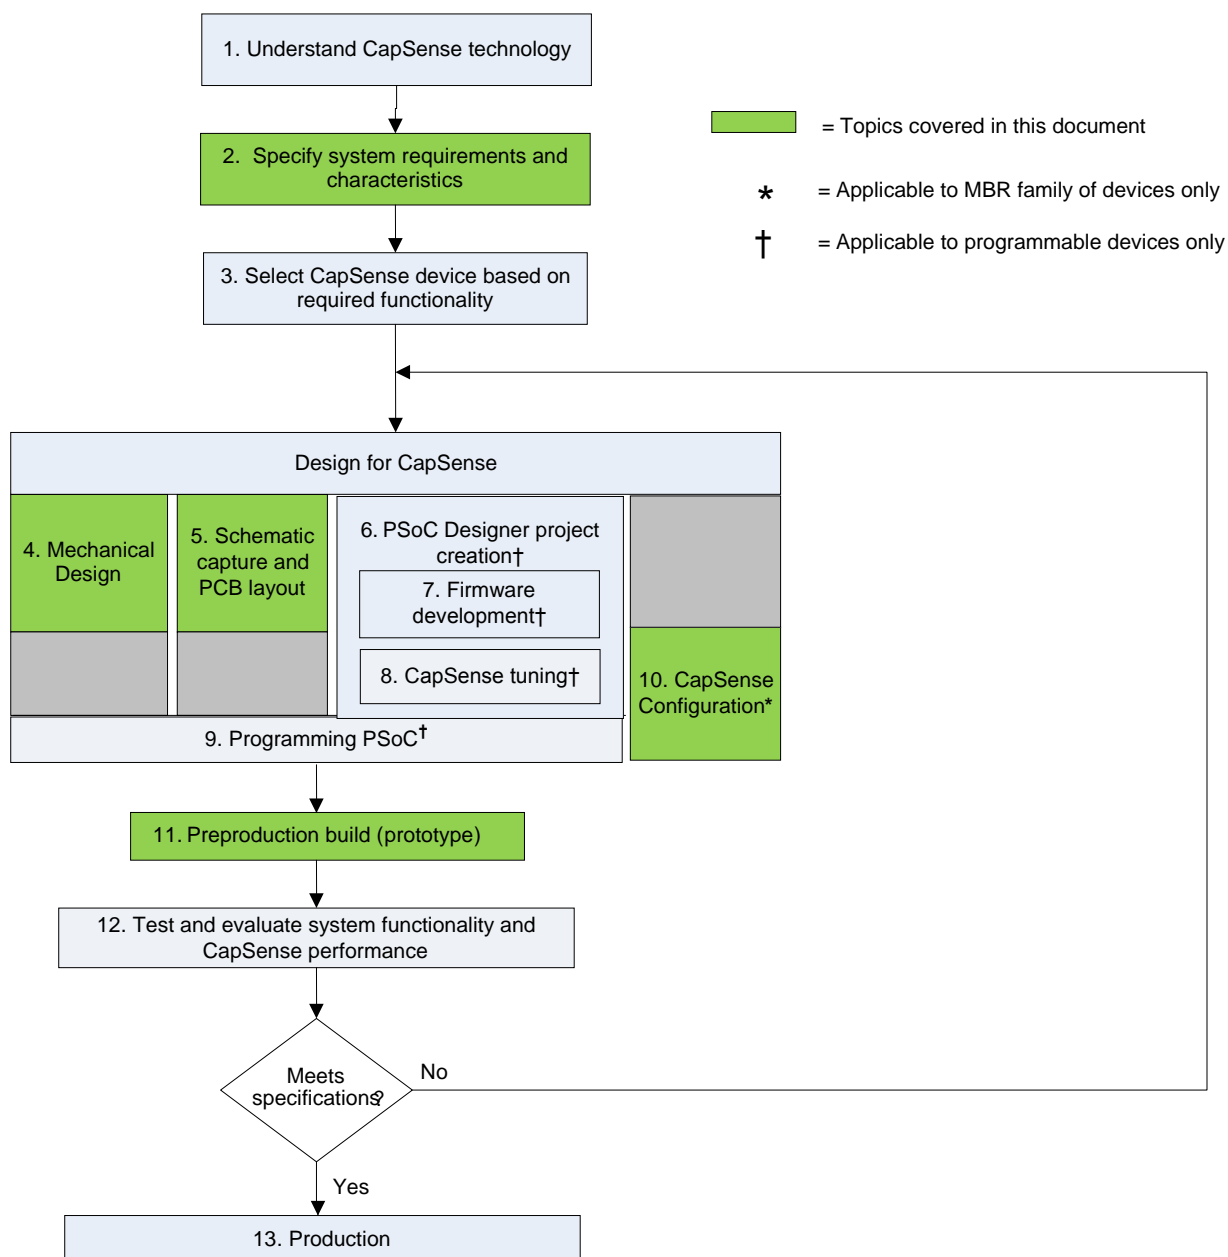 1. Understand CapSense technology
= Topics covered in this document
2. Specify system requirements and
characteristics
* = Applicable to MBR family of devices only
† = Applicable to programmable devices only
3. Select CapSense device based on
required functionality
Design for CapSense
4. Mechanical
Design
5. Schematic
capture and
PCB layout
6. PSoC Designer project
creation†
7. Firmware
development†
8. CapSense tuning†
10. CapSense
Configuration*
9. Programming PSoC†
11. Preproduction build (prototype)
12. Test and evaluate system functionality and
CapSense performance
Meets
specifications?
No
Yes
13. Production